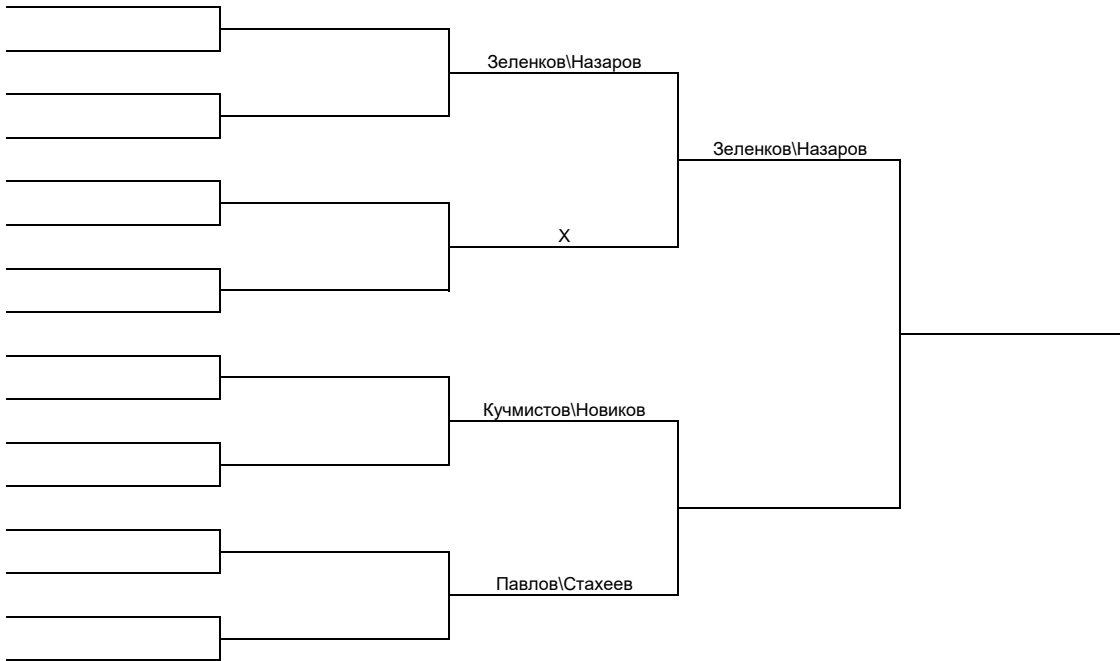 Зеленков\Назаров
Зеленков\Назаров
X
Кучмистов\Новиков
Павлов\Стахеев